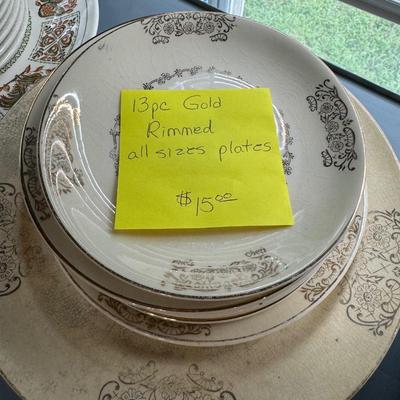 13pc Gold
Rimmed
all sizes plates
$15.00